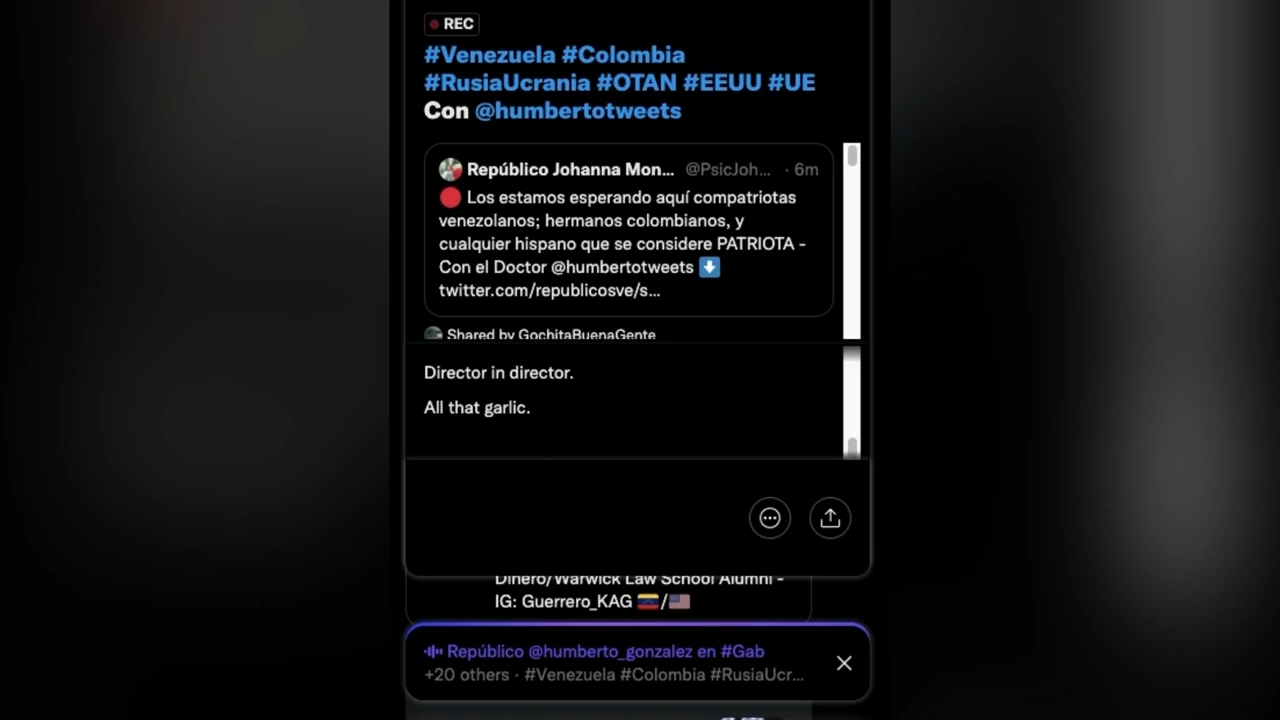 REC
#Venezuela #Colombia
#RusiaUcrania #OTAN #EEUU #UE
Con @humbertotweets
Repúblico Johanna Mon... @PsicJoh... · 6m
🔴 Los estamos esperando aquí compatriotas
venezolanos; hermanos colombianos, y
cualquier hispano que se considere PATRIOTA -
Con el Doctor @humbertotweets ⬇️
twitter.com/republicosve/s...
Shared by GochitaBuenaGente
Director in director.
All that garlic.
Dinero/Warwick Law School Alumni -
IG: Guerrero_KAG 🇻🇪/🇺🇸
Repúblico @humberto_gonzalez en #Gab
+20 others · #Venezuela #Colombia #RusiaUcr...